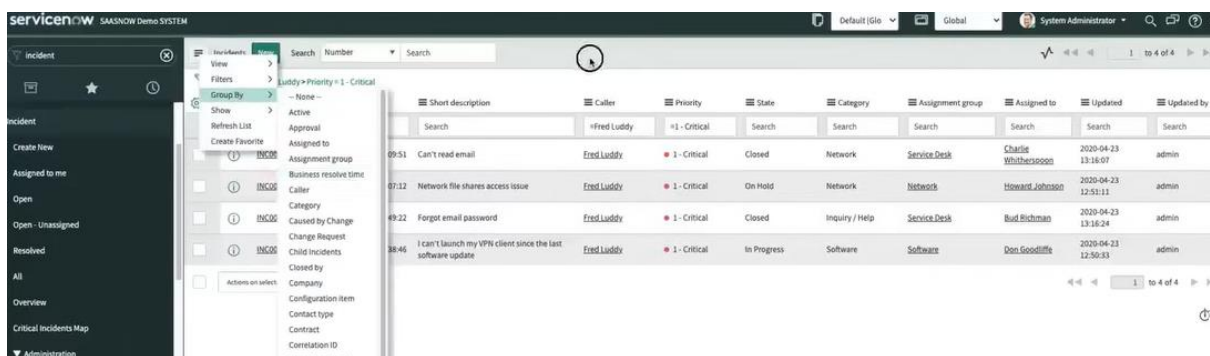 servicenow SAASNOW Demo SYSTEM
Default (Glo
Global
System Administrator
incident
Incidents New Search Number Search
1 to 4 of 4
View
Filters
Group By
Show
Refresh List
Create Favorite
-- None --
Active
Approval
Assigned to
Assignment group
Business resolve time
Caller
Category
Caused by Change
Change Request
Child Incidents
Closed by
Company
Configuration item
Contact type
Contract
Correlation ID
Luddy > Priority = 1 - Critical
Short description Caller Priority State Category Assignment group Assigned to Updated Updated by
Search =Fred Luddy =1 - Critical Search Search Search Search Search Search
09:51 Can't read email Fred Luddy 1 - Critical Closed Network Service Desk Charlie Whitherspoon 2020-04-23 13:16:07 admin
07:12 Network file shares access issue Fred Luddy 1 - Critical On Hold Network Network Howard Johnson 2020-04-23 12:51:11 admin
49:22 Forgot email password Fred Luddy 1 - Critical Closed Inquiry / Help Service Desk Bud Richman 2020-04-23 13:16:24 admin
38:46 I can't launch my VPN client since the last software update Fred Luddy 1 - Critical In Progress Software Software Don Goodliffe 2020-04-23 12:50:33 admin
Actions on select
1 to 4 of 4
Incident
Create New
Assigned to me
Open
Open - Unassigned
Resolved
All
Overview
Critical Incidents Map
Administration